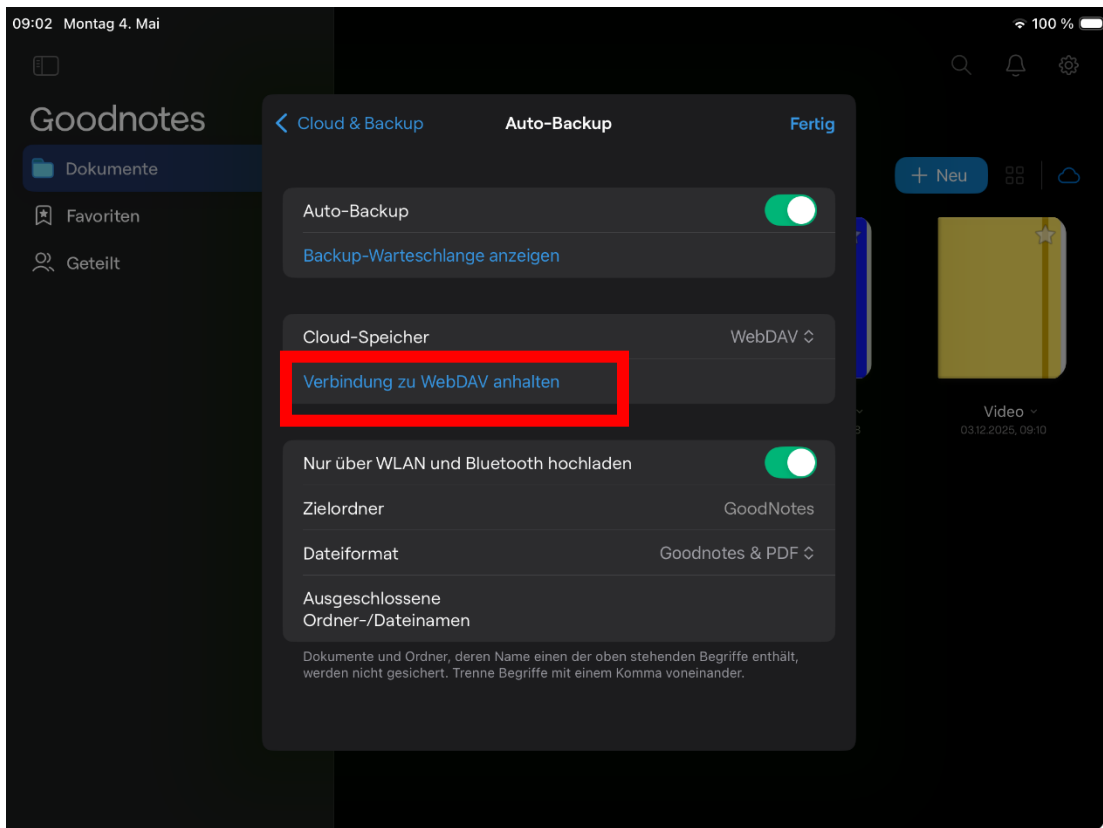 09:02 Montag 4. Mai
100 %
Goodnotes
Cloud & Backup
Auto-Backup
Fertig
Dokumente
Neu
Favoriten
Geteilt
Auto-Backup
Backup-Warteschlange anzeigen
Cloud-Speicher
WebDAV
Verbindung zu WebDAV anhalten
Video
03.12.2025, 09:10
Nur über WLAN und Bluetooth hochladen
Zielordner
GoodNotes
Dateiformat
Goodnotes & PDF
Ausgeschlossene
Ordner-/Dateinamen
Dokumente und Ordner, deren Name einen der oben stehenden Begriffe enthält,
werden nicht gesichert. Trenne Begriffe mit einem Komma voneinander.